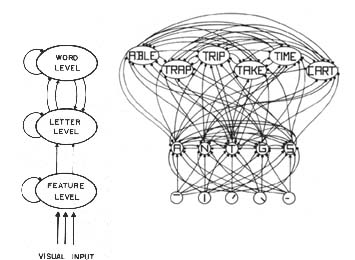 WORD
LEVEL
LETTER
LEVEL
FEATURE
LEVEL
VISUAL INPUT
ABLE
TRIP
TIME
TRAP
TAKE
CART
A N T G S